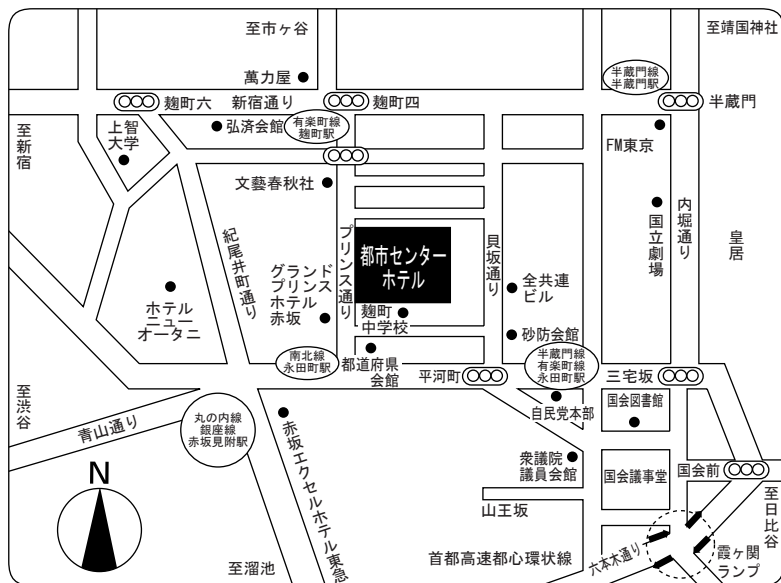 至市ヶ谷
至靖国神社
萬力屋
半蔵門線
半蔵門駅
麹町六
新宿通り
麹町四
半蔵門
至新宿
上智
大学
弘済会館
有楽町線
麹町駅
FM東京
文藝春秋社
紀尾井町通り
プリンス通り
都市センター
ホテル
貝坂通り
国立劇場
内堀通り
皇居
グランド
プリンス
ホテル
赤坂
全共連
ビル
ホテル
ニュー
オータニ
麹町
中学校
砂防会館
南北線
永田町駅
都道府県
会館
平河町
半蔵門線
有楽町線
永田町駅
三宅坂
至渋谷
青山通り
丸の内線
銀座線
赤坂見附駅
赤坂エクセルホテル東急
自民党本部
国会図書館
衆議院
議員会館
国会議事堂
国会前
N
山王坂
至日比谷
至溜池
首都高速都心環状線
六本木通り
霞ヶ関
ランプ